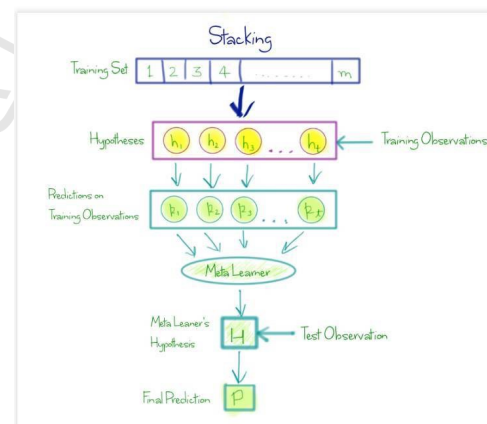 Stacking
Training Set 1 2 3 4 ........ m
Hypotheses h₁ h₂ h₃ ... hₜ Training Observations
Predictions on
Training Observations p₁ p₂ p₃ ... pₜ
Meta Learner
Meta Leaner's
Hypothesis H Test Observation
Final Prediction P